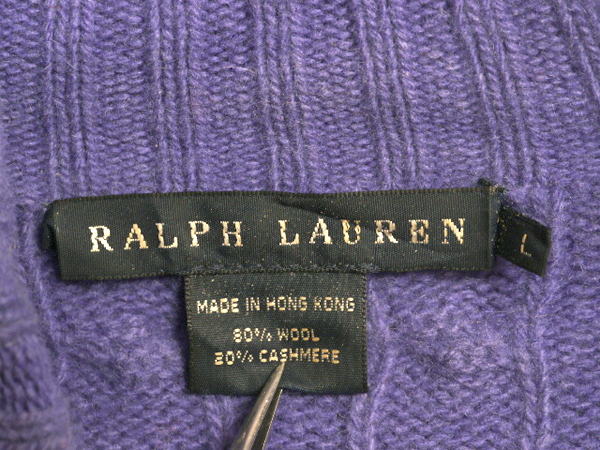 RALPH LAUREN
L
MADE IN HONG KONG
80% WOOL
20% CASHMERE